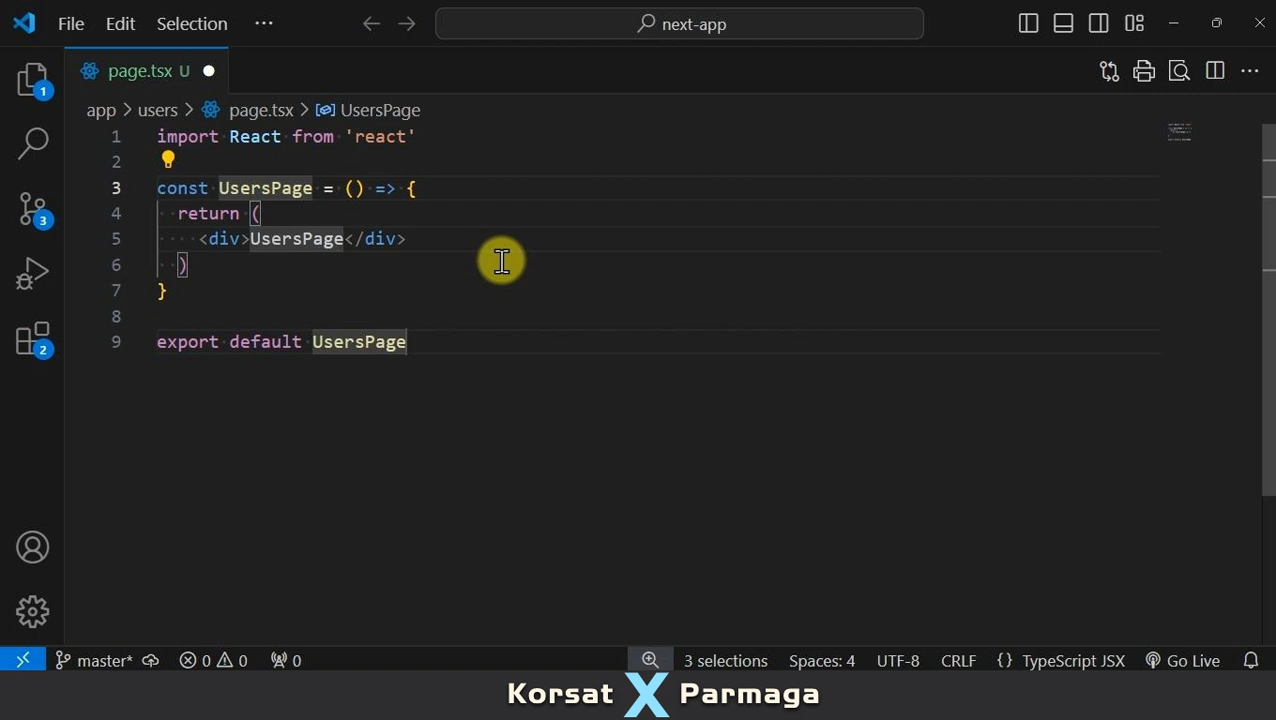 File Edit Selection ··· next-app
page.tsx U
app > users > page.tsx > UsersPage
1 import React from 'react'
2
3 const UsersPage = () => {
4 return (
5 <div>UsersPage</div>
6 )
7 }
8
9 export default UsersPage
1
3
2
master* 0 0 0 3 selections Spaces: 4 UTF-8 CRLF {} TypeScript JSX Go Live
Korsat X Parmaga